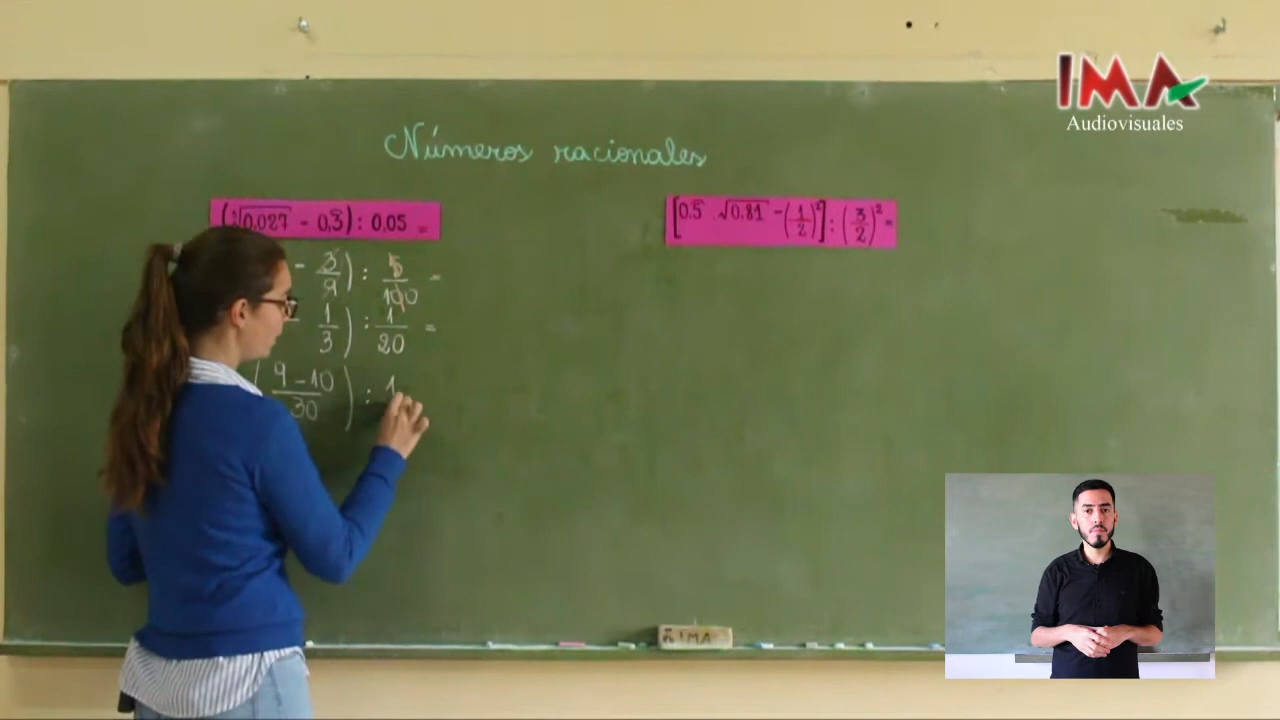 IMA
Audiovisuales
Números racionales
(∛0,027 - 0,3̂) : 0,05 =
- 3/9) : 5/100 =
- 1/3) : 1/20 =
(9-10/30) : 1
[0,5̂ . √0,81 - (1/2)²] : (3/2)² =
IMA